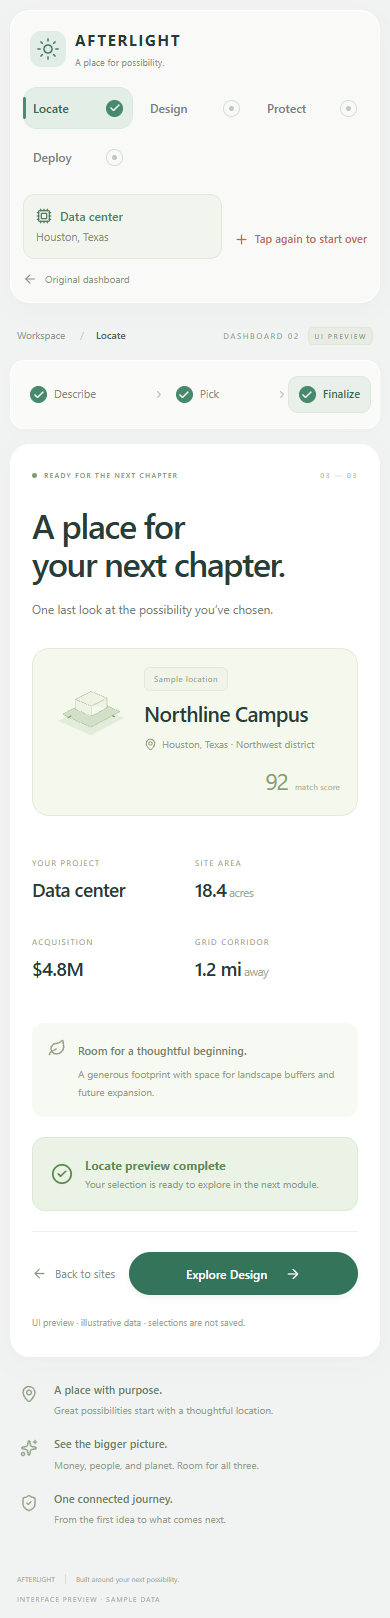 AFTERLIGHT
A place for possibility.
Locate
Design
Protect
Deploy
Data center
Houston, Texas
Tap again to start over
Original dashboard
Workspace / Locate
DASHBOARD 02
UI PREVIEW
Describe
Pick
Finalize
READY FOR THE NEXT CHAPTER
03 — 03
A place for
your next chapter.
One last look at the possibility you've chosen.
Sample location
Northline Campus
Houston, Texas · Northwest district
92 match score
YOUR PROJECT
Data center
SITE AREA
18.4 acres
ACQUISITION
$4.8M
GRID CORRIDOR
1.2 mi away
Room for a thoughtful beginning.
A generous footprint with space for landscape buffers and
future expansion.
Locate preview complete
Your selection is ready to explore in the next module.
Back to sites
Explore Design
UI preview · illustrative data · selections are not saved.
A place with purpose.
Great possibilities start with a thoughtful location.
See the bigger picture.
Money, people, and planet. Room for all three.
One connected journey.
From the first idea to what comes next.
AFTERLIGHT
Built around your next possibility.
INTERFACE PREVIEW · SAMPLE DATA